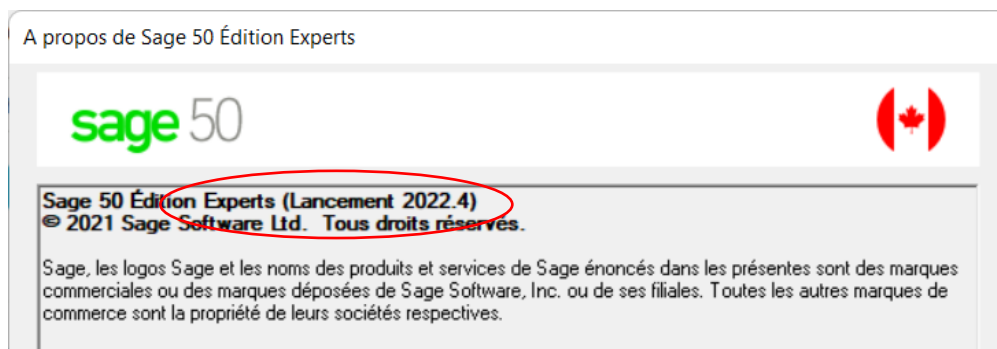 A propos de Sage 50 Édition Experts
sage 50
Sage 50 Édition Experts (Lancement 2022.4)
© 2021 Sage Software Ltd. Tous droits réservés.
Sage, les logos Sage et les noms des produits et services de Sage énoncés dans les présentes sont des marques
commerciales ou des marques déposées de Sage Software, Inc. ou de ses filiales. Toutes les autres marques de
commerce sont la propriété de leurs sociétés respectives.